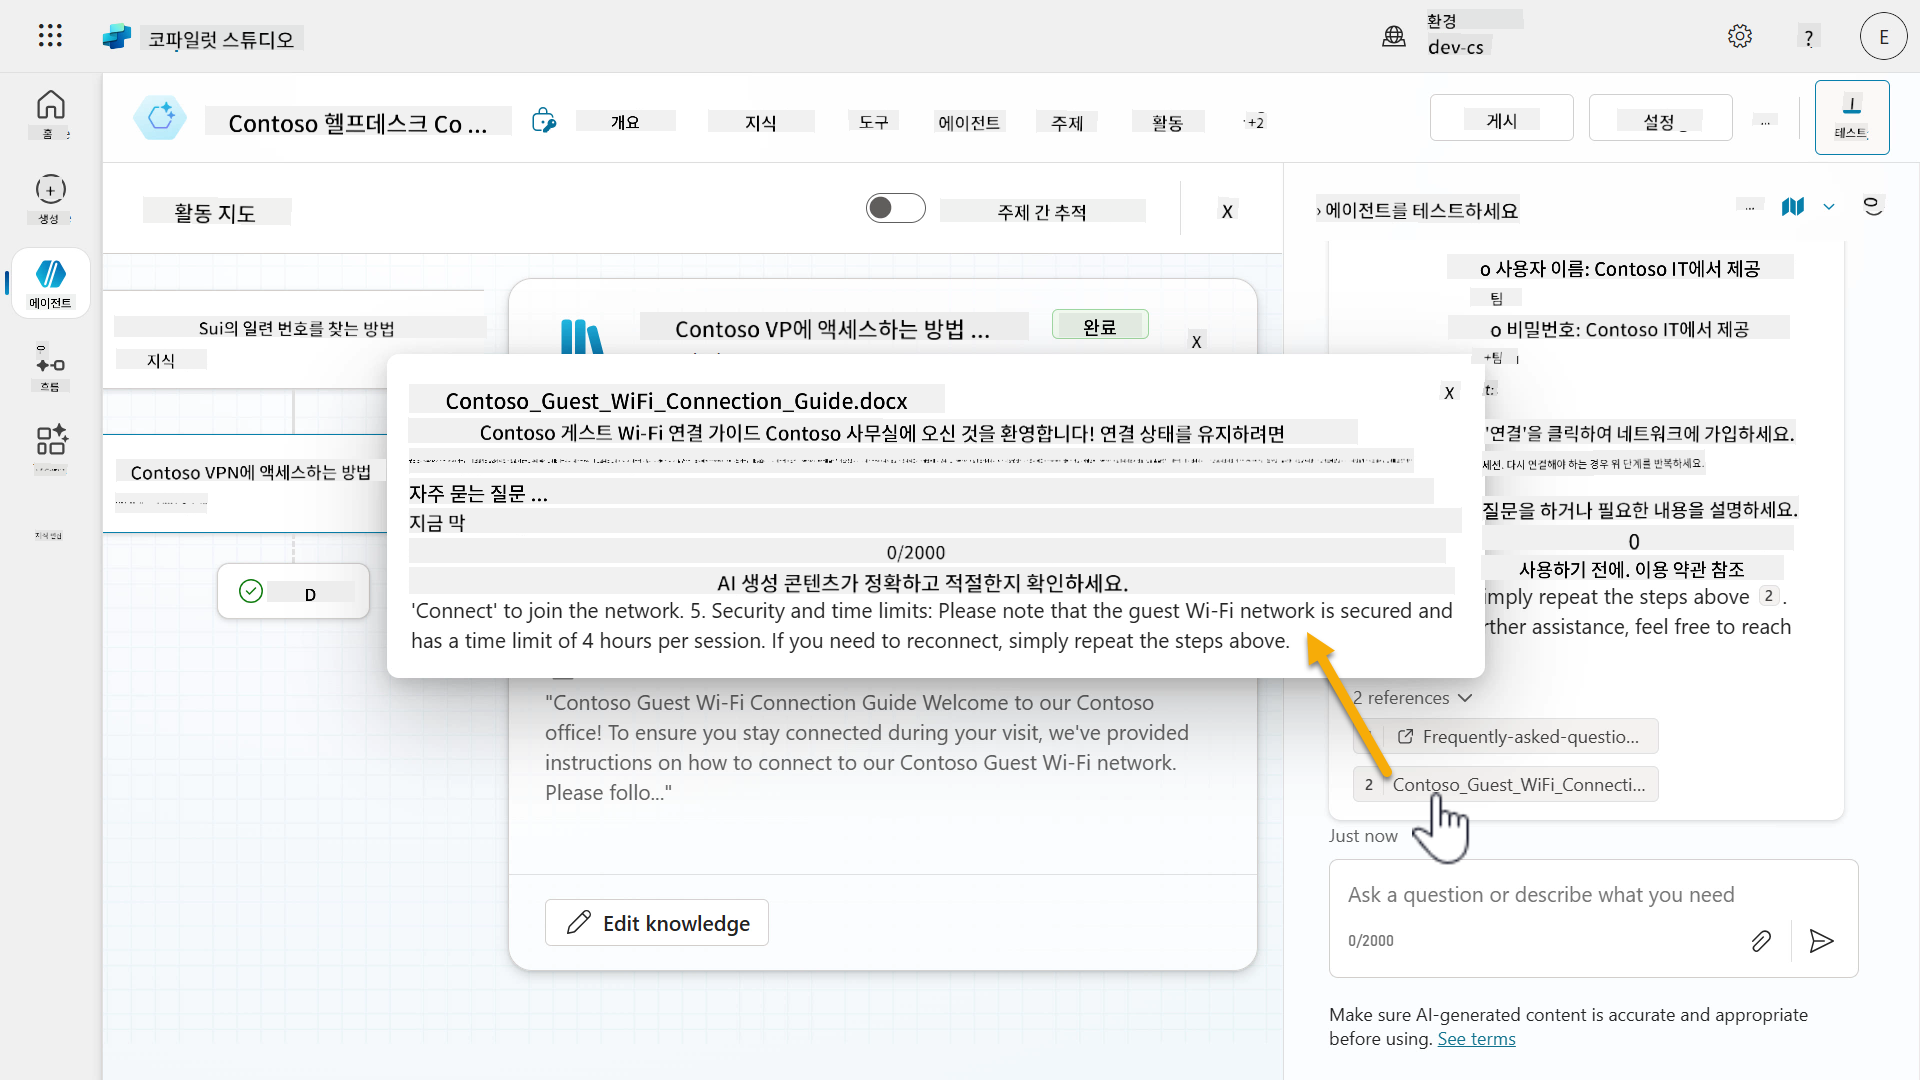 코파일럿 스튜디오
환경
dev-cs
?
E
홈
생성
에이전트
흐름
Contoso 헬프데스크 Co ...
개요
지식
도구
에이전트
주제
활동
+2
게시
설정
...
테스트
활동 지도
주제 간 추적
X
Sui의 일련 번호를 찾는 방법
지식
Contoso VPN에 액세스하는 방법
D
Contoso VP에 액세스하는 방법 ...
완료
X
Contoso_Guest_WiFi_Connection_Guide.docx
X
Contoso 게스트 Wi-Fi 연결 가이드 Contoso 사무실에 오신 것을 환영합니다! 연결 상태를 유지하려면
자주 묻는 질문 ...
지금 막
0/2000
AI 생성 콘텐츠가 정확하고 적절한지 확인하세요.
'Connect' to join the network. 5. Security and time limits: Please note that the guest Wi-Fi network is secured and
has a time limit of 4 hours per session. If you need to reconnect, simply repeat the steps above.
"Contoso Guest Wi-Fi Connection Guide Welcome to our Contoso
office! To ensure you stay connected during your visit, we've provided
instructions on how to connect to our Contoso Guest Wi-Fi network.
Please follo..."
Edit knowledge
› 에이전트를 테스트하세요
...
o 사용자 이름: Contoso IT에서 제공
팀
o 비밀번호: Contoso IT에서 제공
+팀
'연결'을 클릭하여 네트워크에 가입하세요.
세션. 다시 연결해야 하는 경우 위 단계를 반복하세요.
질문을 하거나 필요한 내용을 설명하세요.
0
사용하기 전에. 이용 약관 참조
imply repeat the steps above 2 .
rther assistance, feel free to reach
2 references
Frequently-asked-questio...
2 Contoso_Guest_WiFi_Connecti...
Just now
Ask a question or describe what you need
0/2000
Make sure AI-generated content is accurate and appropriate
before using. See terms